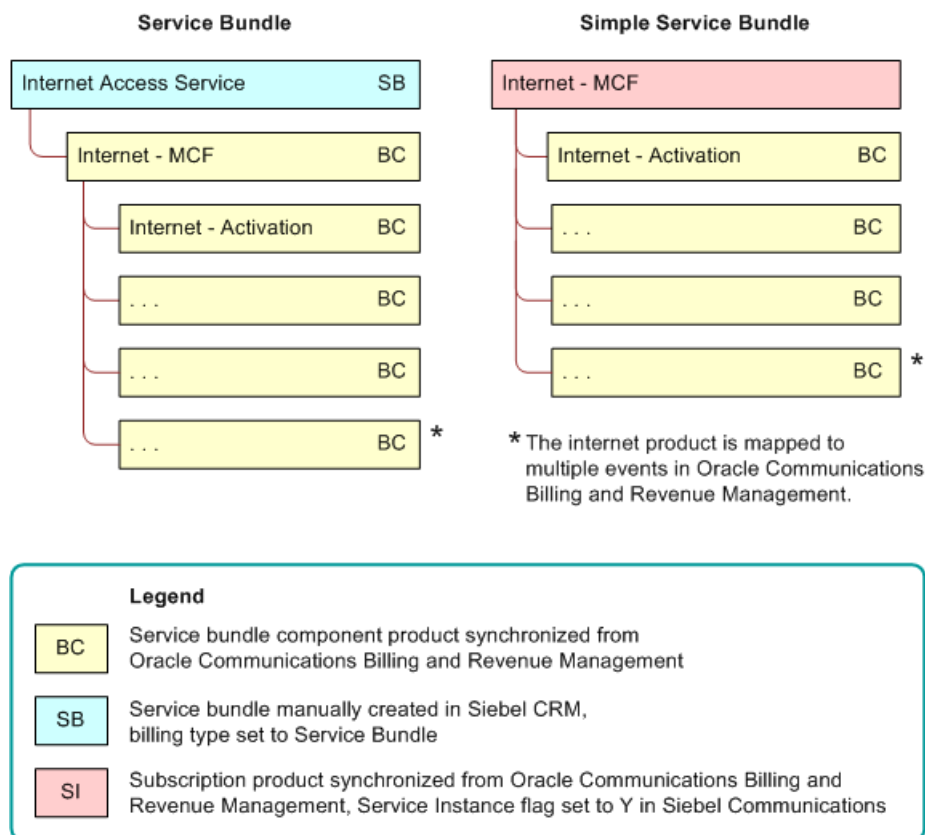 Service Bundle
Internet Access Service SB
Internet - MCF BC
Internet - Activation BC
. . . BC
. . . BC
. . . BC *
Simple Service Bundle
Internet - MCF
Internet - Activation BC
. . . BC
. . . BC
. . . BC *
* The internet product is mapped to
multiple events in Oracle Communications
Billing and Revenue Management.
Legend
BC Service bundle component product synchronized from
Oracle Communications Billing and Revenue Management
SB Service bundle manually created in Siebel CRM,
billing type set to Service Bundle
SI Subscription product synchronized from Oracle Communications Billing and
Revenue Management, Service Instance flag set to Y in Siebel Communications